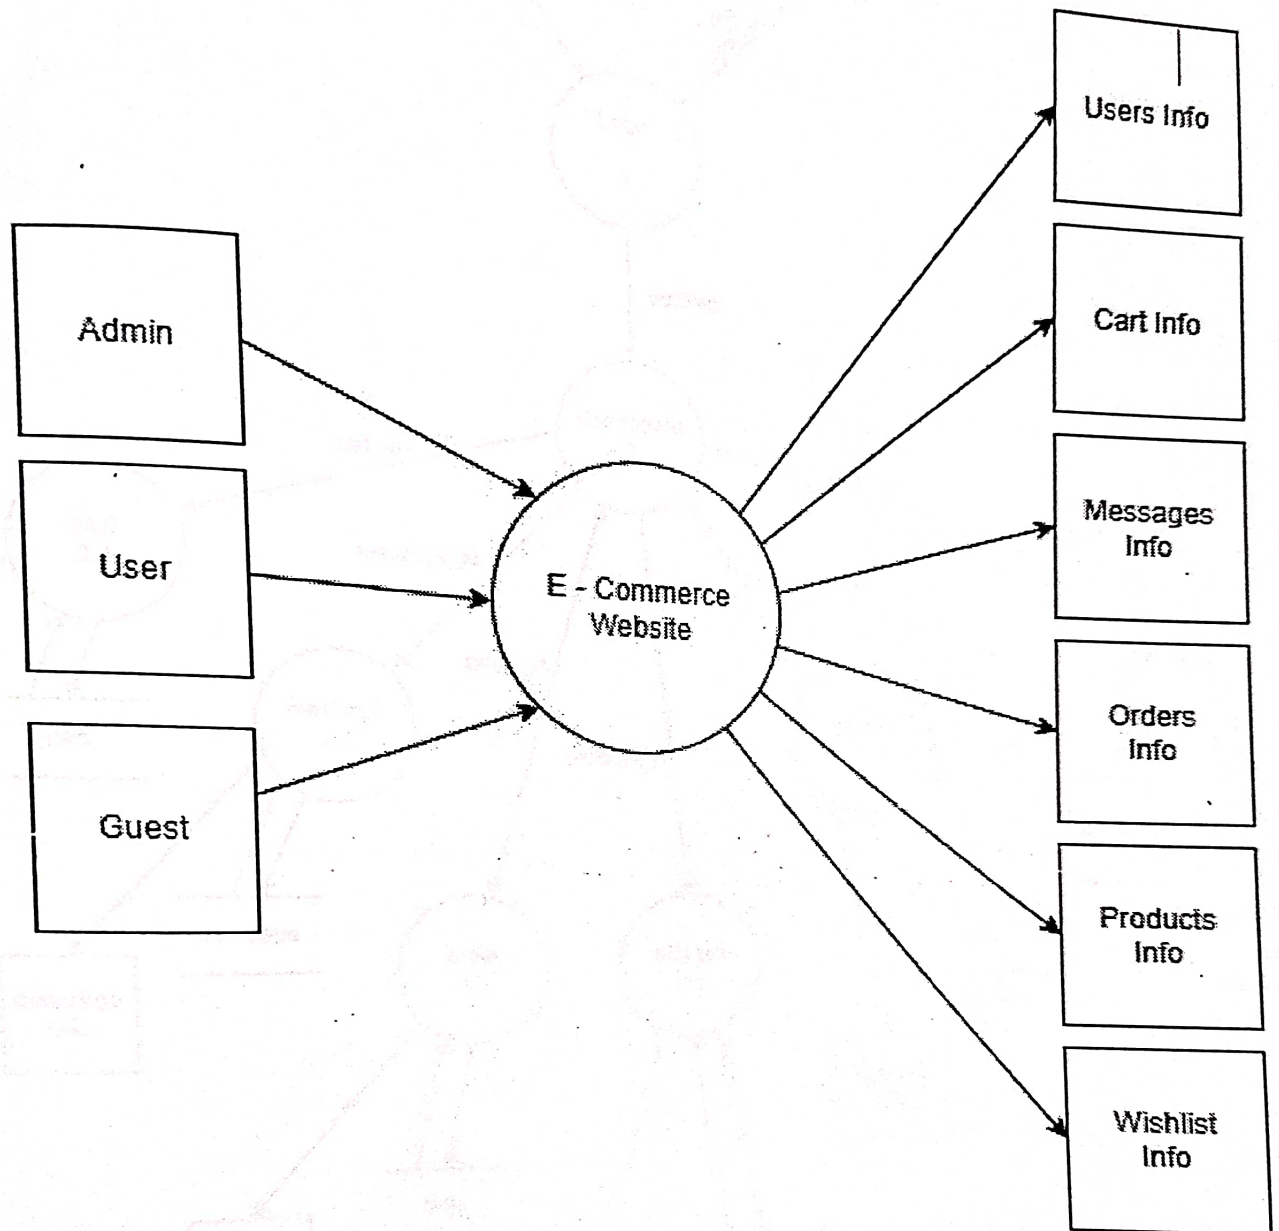 Admin
User
Guest
E - Commerce
Website
Users Info
Cart Info
Messages
Info
Orders
Info
Products
Info
Wishlist
Info